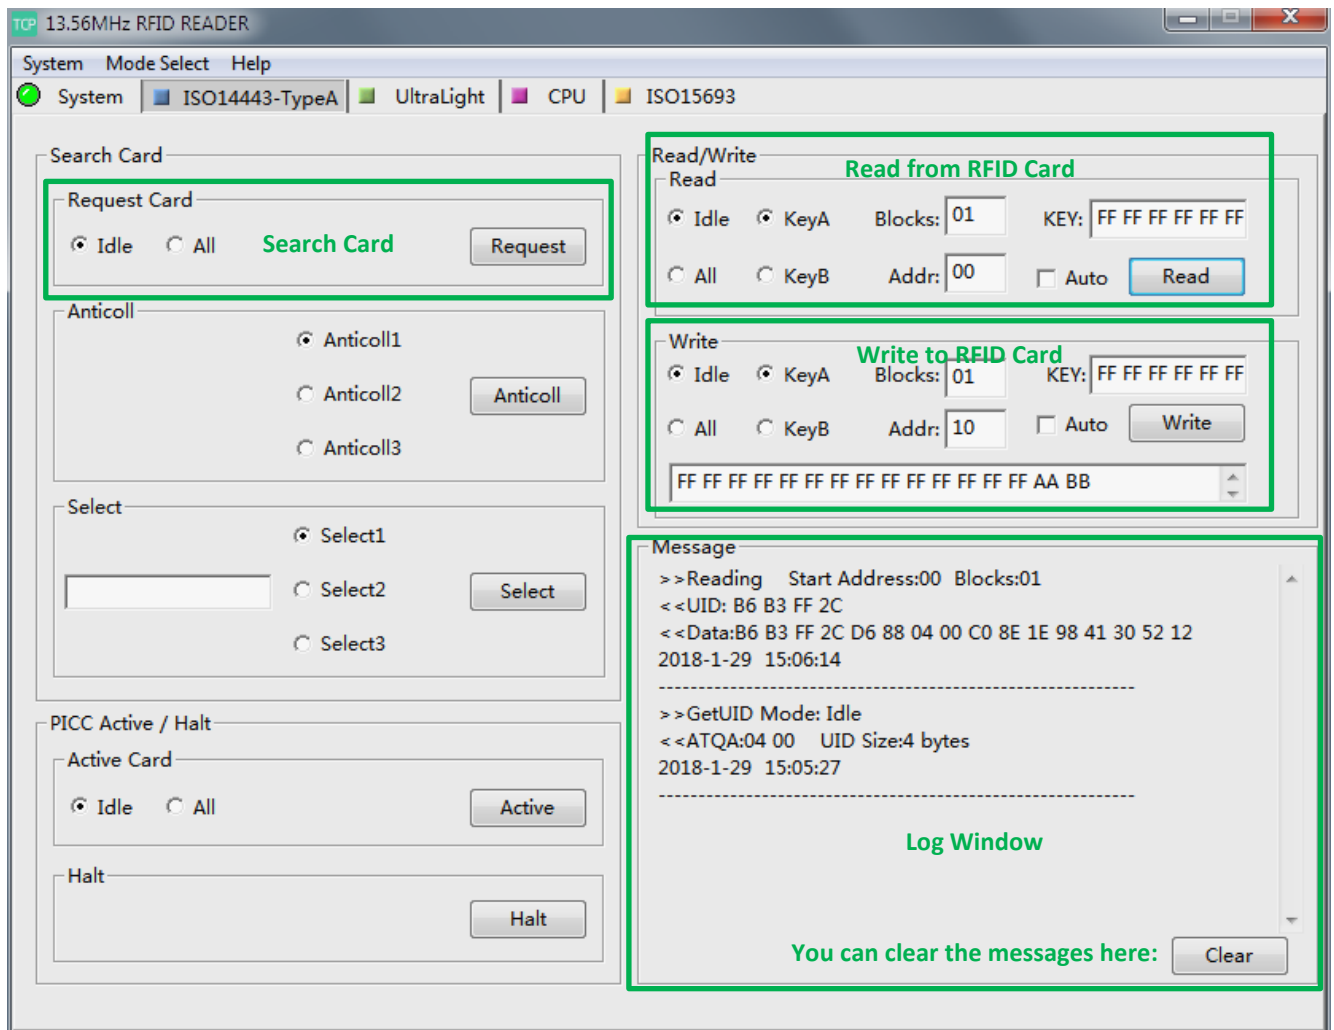 TCP 13.56MHz RFID READER
System Mode Select Help
System ISO14443-TypeA UltraLight CPU ISO15693
Search Card
Request Card
Idle All Search Card Request
Anticoll
Anticoll1
Anticoll2 Anticoll
Anticoll3
Select
Select1
Select2 Select
Select3
PICC Active / Halt
Active Card
Idle All Active
Halt
Halt
Read/Write
Read from RFID Card
Read
Idle KeyA Blocks: 01 KEY: FF FF FF FF FF FF
All KeyB Addr: 00 Auto Read
Write
Write to RFID Card
Idle KeyA Blocks: 01 KEY: FF FF FF FF FF FF
All KeyB Addr: 10 Auto Write
FF FF FF FF FF FF FF FF FF FF FF FF FF FF AA BB
Message
>>Reading Start Address:00 Blocks:01
<<UID: B6 B3 FF 2C
<<Data:B6 B3 FF 2C D6 88 04 00 C0 8E 1E 98 41 30 52 12
2018-1-29 15:06:14
------------------------------------------------------------
>>GetUID Mode: Idle
<<ATQA:04 00 UID Size:4 bytes
2018-1-29 15:05:27
------------------------------------------------------------
Log Window
You can clear the messages here: Clear